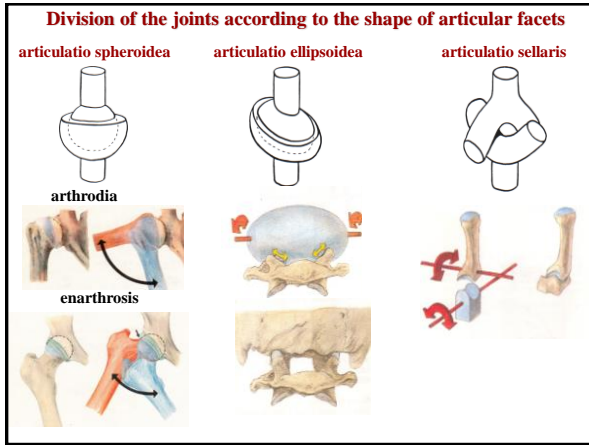 Division of the joints according to the shape of articular facets
articulatio spheroidea
articulatio ellipsoidea
articulatio sellaris
arthrodia
enarthrosis